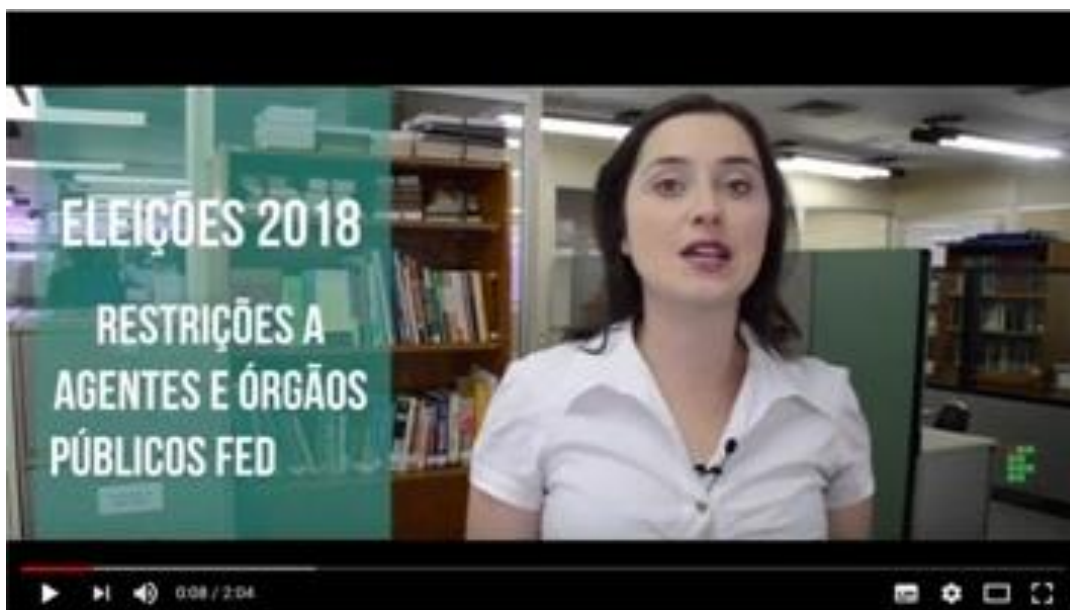 ELEIÇÕES 2018
RESTRIÇÕES A
AGENTES E ÓRGÃOS
PÚBLICOS FED
0:08 / 2:04